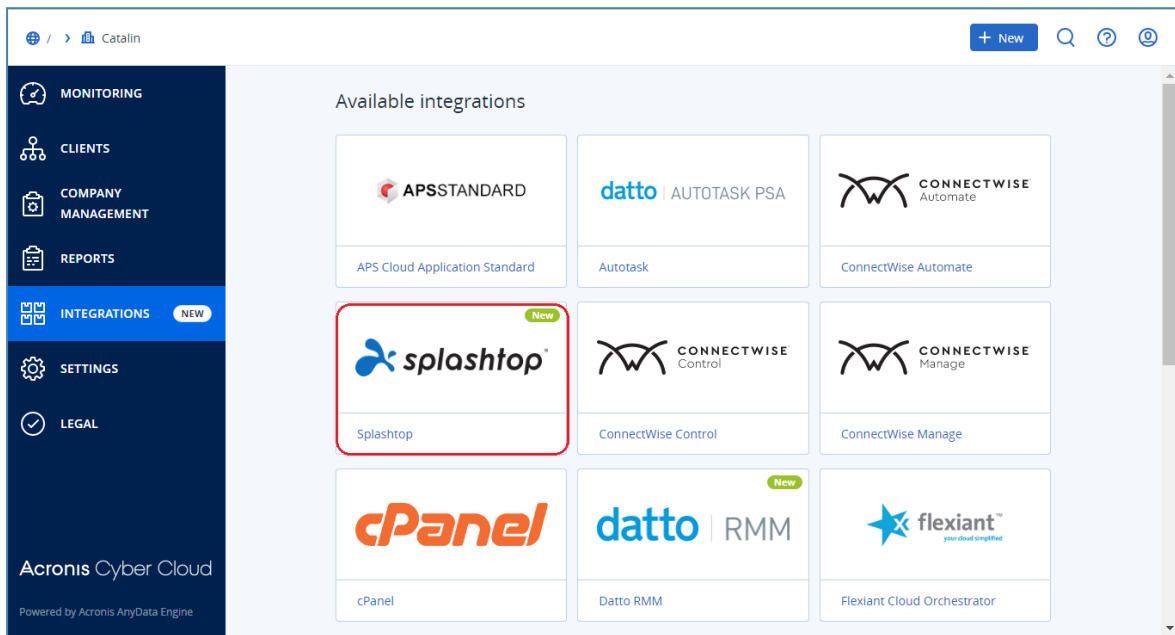 / > Catalin
+ New
MONITORING
CLIENTS
COMPANY
MANAGEMENT
REPORTS
INTEGRATIONS NEW
SETTINGS
LEGAL
Acronis Cyber Cloud
Powered by Acronis AnyData Engine
Available integrations
APSSTANDARD
APS Cloud Application Standard
datto | AUTOTASK PSA
Autotask
CONNECTWISE
Automate
ConnectWise Automate
New
splashtop
Splashtop
CONNECTWISE
Control
ConnectWise Control
CONNECTWISE
Manage
ConnectWise Manage
cPanel
cPanel
New
datto | RMM
Datto RMM
flexiant™
your cloud simplified
Flexiant Cloud Orchestrator